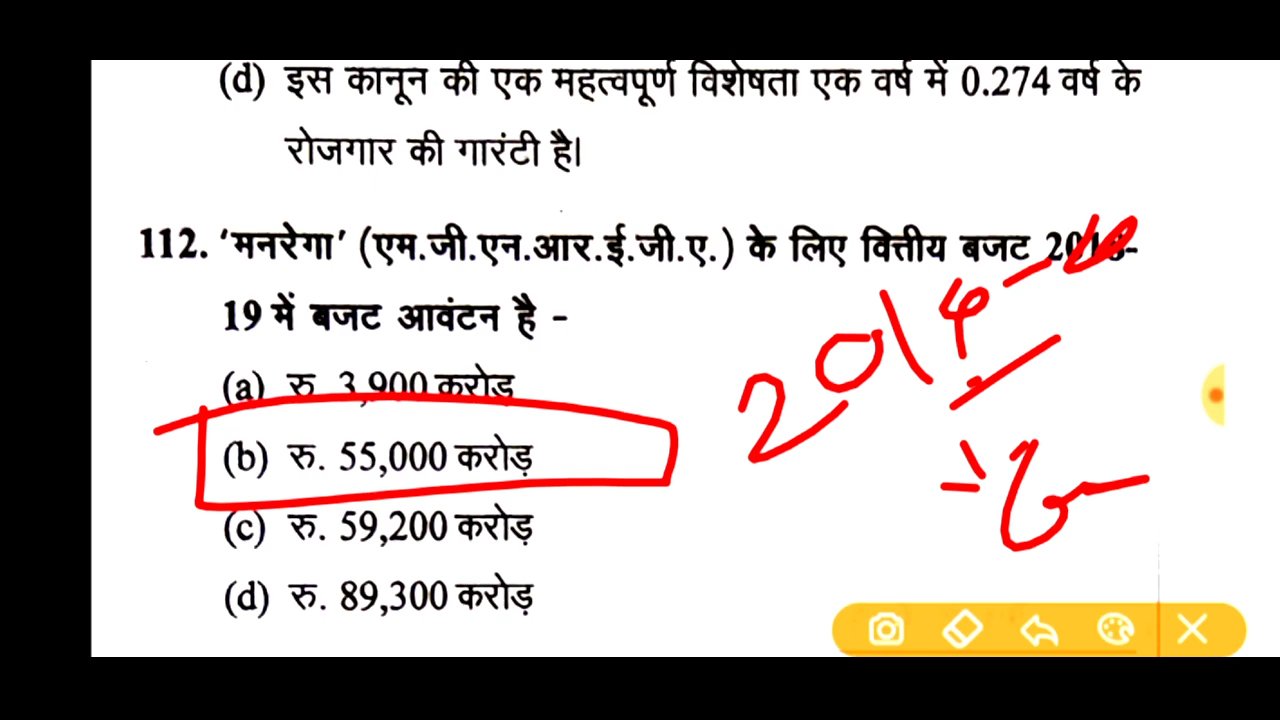 (d) इस कानून की एक महत्वपूर्ण विशेषता एक वर्ष में 0.274 वर्ष के
रोजगार की गारंटी है।
112. ‘मनरेगा’ (एम.जी.एन.आर.ई.जी.ए.) के लिए वित्तीय बजट 2018-
19 में बजट आवंटन है -
(a) रु. 3,900 करोड़
(b) रु. 55,000 करोड़
(c) रु. 59,200 करोड़
(d) रु. 89,300 करोड़